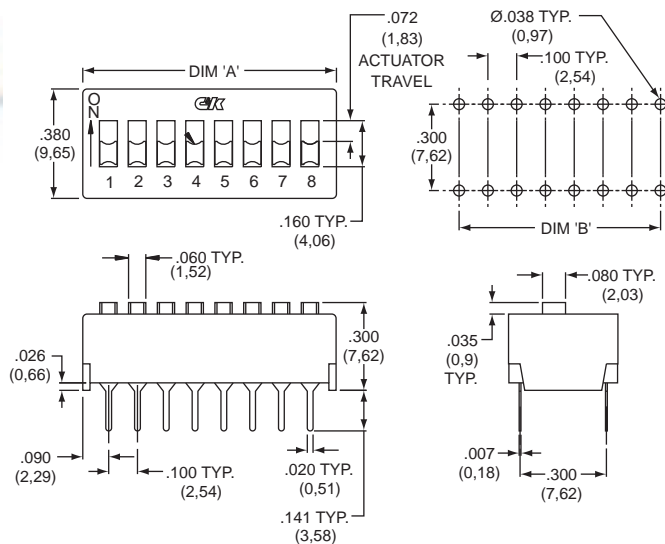 .072
(1,83)
ACTUATOR
TRAVEL
Ø.038 TYP.
(0,97)
.100 TYP.
(2,54)
DIM 'A'
ON
C&K
.380
(9,65)
1 2 3 4 5 6 7 8
.160 TYP.
(4,06)
.300
(7,62)
DIM 'B'
.060 TYP.
(1,52)
.300
(7,62)
.026
(0,66)
.090
(2,29)
.100 TYP.
(2,54)
.020 TYP.
(0,51)
.141 TYP.
(3,58)
.080 TYP.
(2,03)
.035
(0,9)
TYP.
.007
(0,18)
.300
(7,62)